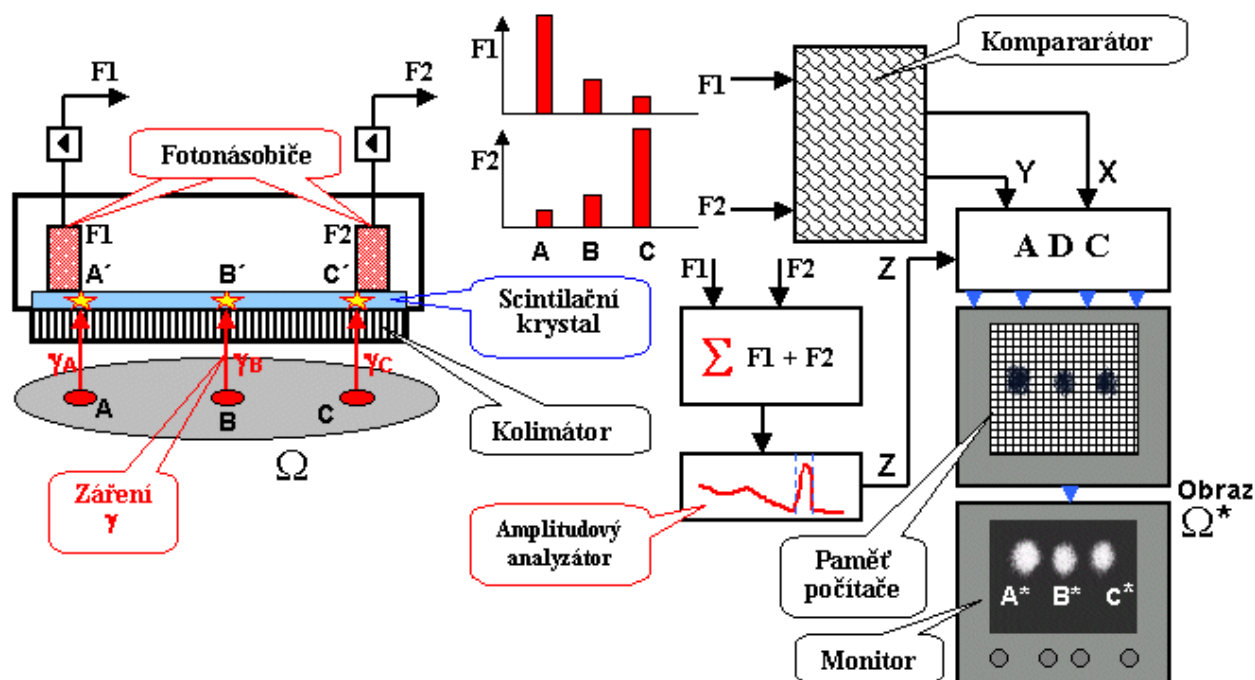 F1
F2
Fotonásobiče
F1
F2
A´
B´
C´
Scintilační
krystal
γA
γB
γC
A
B
C
Ω
Kolimátor
Záření
γ
F1
F2
A
B
C
F1
F2
Kompararátor
Y
X
A D C
F1
F2
∑ F1 + F2
Z
Z
Amplitudový
analyzátor
Paměť
počítače
Obraz
Ω*
A*
B*
C*
Monitor